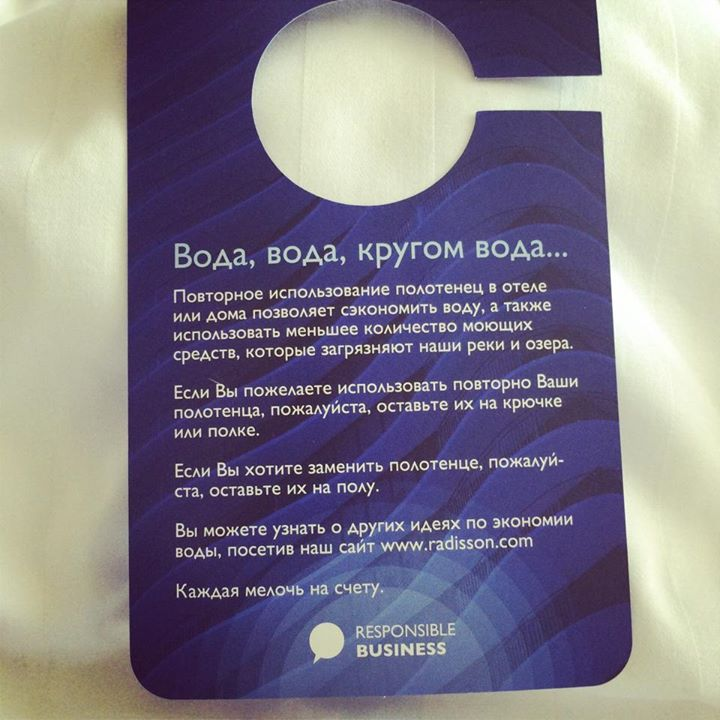 Вода, вода, кругом вода...
Повторное использование полотенец в отеле
или дома позволяет сэкономить воду, а также
использовать меньшее количество моющих
средств, которые загрязняют наши реки и озера.
Если Вы пожелаете использовать повторно Ваши
полотенца, пожалуйста, оставьте их на крючке
или полке.
Если Вы хотите заменить полотенце, пожалуй-
ста, оставьте их на полу.
Вы можете узнать о других идеях по экономии
воды, посетив наш сайт www.radisson.com
Каждая мелочь на счету.
RESPONSIBLE
BUSINESS